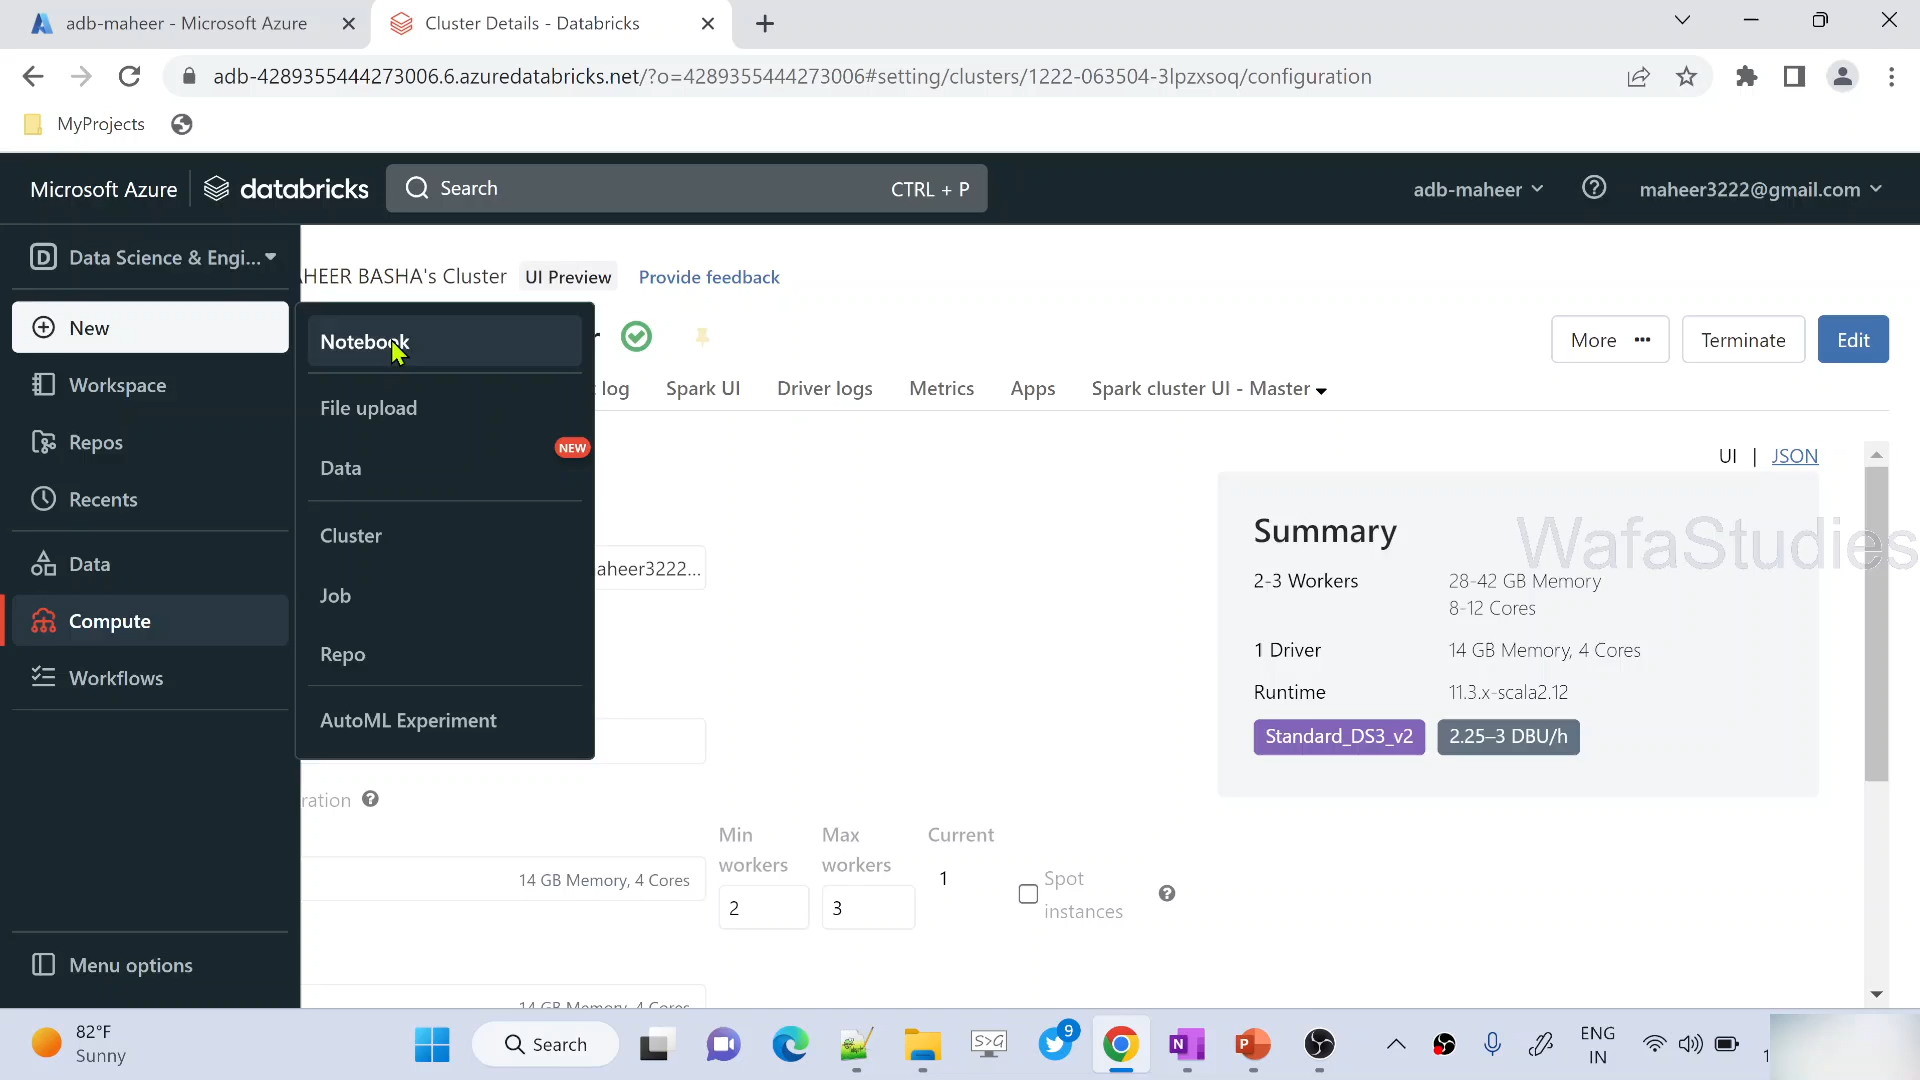 adb-maheer - Microsoft Azure
Cluster Details - Databricks
adb-4289355444273006.6.azuredatabricks.net/?o=4289355444273006#setting/clusters/1222-063504-3lpzxsoq/configuration
MyProjects
Microsoft Azure
databricks
Search
CTRL + P
adb-maheer
maheer3222@gmail.com
D
Data Science & Engi...
New
Workspace
Repos
Recents
Data
Compute
Workflows
Menu options
Notebook
File upload
NEW
Data
Cluster
Job
Repo
AutoML Experiment
HEER BASHA's Cluster
UI Preview
Provide feedback
More
Terminate
Edit
log
Spark UI
Driver logs
Metrics
Apps
Spark cluster UI - Master
UI | JSON
aheer3222...
Summary
WafaStudies
2-3 Workers
28-42 GB Memory
8-12 Cores
1 Driver
14 GB Memory, 4 Cores
Runtime
11.3.x-scala2.12
Standard_DS3_v2
2.25–3 DBU/h
ration
Min workers
Max workers
Current
14 GB Memory, 4 Cores
2
3
1
Spot instances
14 GB Memory, 4 Cores
82°F
Sunny
Search
S>G
9
N
P
ENG
IN